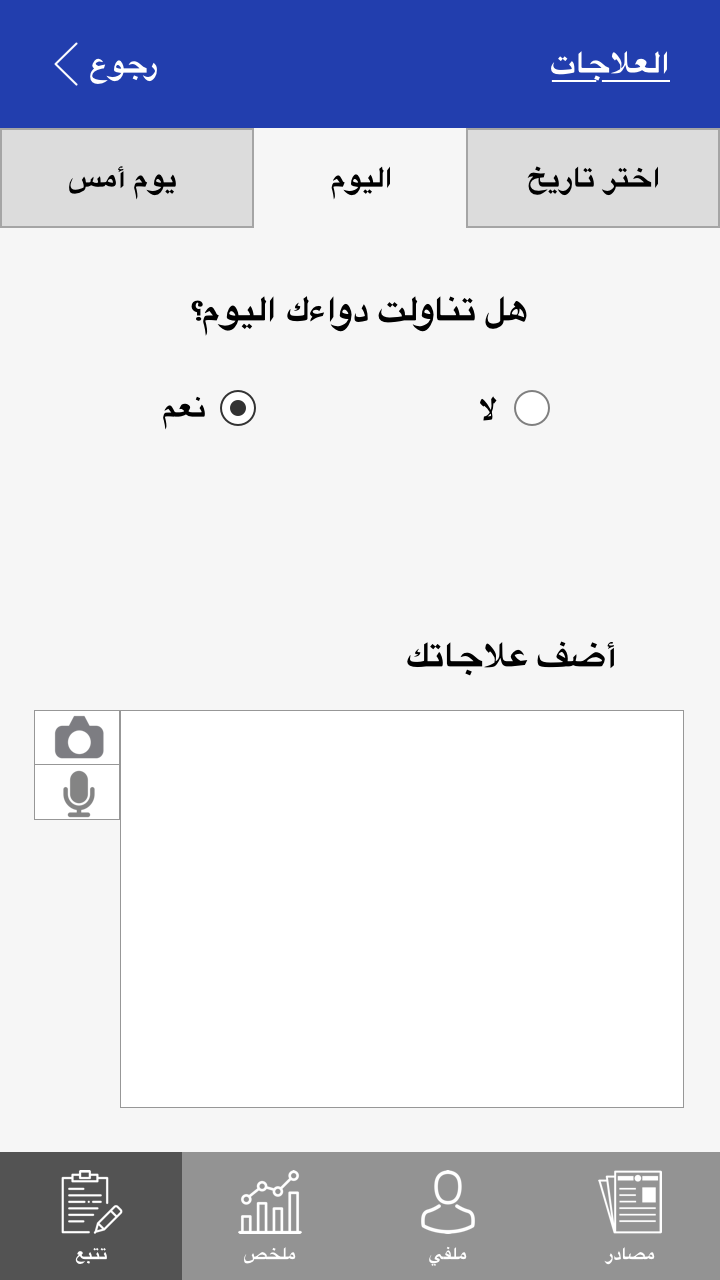 العلاجات
رجوع
اختر تاريخ
اليوم
يوم أمس
هل تناولت دواءك اليوم؟
لا
نعم
أضف علاجاتك
مصادر
ملفي
ملخص
تتبع